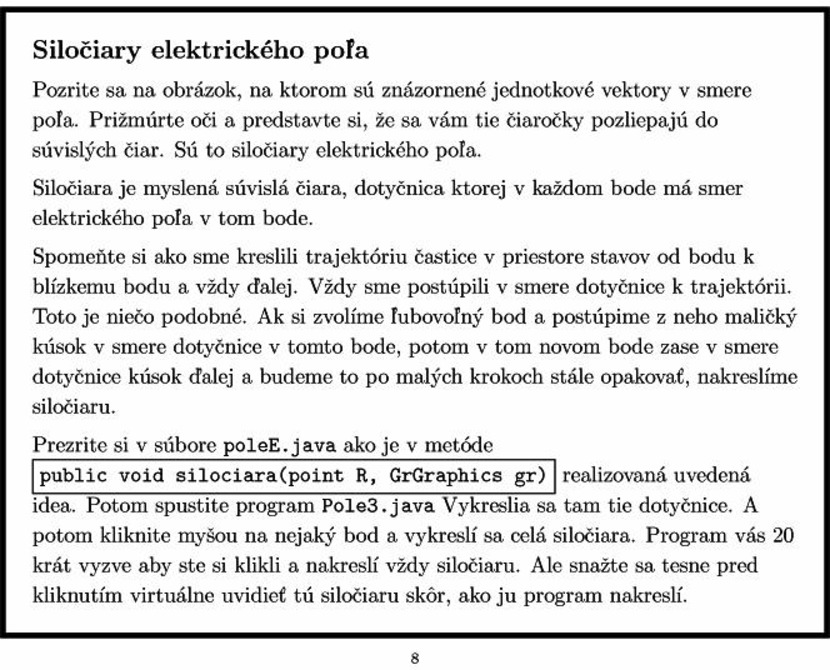 Siločiary elektrického poľa
Pozrite sa na obrázok, na ktorom sú znázornené jednotkové vektory v smere
poľa. Prižmúrte oči a predstavte si, že sa vám tie čiaročky pozliepajú do
súvislých čiar. Sú to siločiary elektrického poľa.
Siločiara je myslená súvislá čiara, dotyčnica ktorej v každom bode má smer
elektrického poľa v tom bode.
Spomeňte si ako sme kreslili trajektóriu častice v priestore stavov od bodu k
blízkemu bodu a vždy ďalej. Vždy sme postúpili v smere dotyčnice k trajektórii.
Toto je niečo podobné. Ak si zvolíme ľubovoľný bod a postúpime z neho maličký
kúsok v smere dotyčnice v tomto bode, potom v tom novom bode zase v smere
dotyčnice kúsok ďalej a budeme to po malých krokoch stále opakovať, nakreslíme
siločiaru.
Prezrite si v súbore poleE.java ako je v metóde
public void silociara(point R, GrGraphics gr) realizovaná uvedená
idea. Potom spustite program Pole3.java Vykreslia sa tam tie dotyčnice. A
potom kliknite myšou na nejaký bod a vykreslí sa celá siločiara. Program vás 20
krát vyzve aby ste si klikli a nakreslí vždy siločiaru. Ale snažte sa tesne pred
kliknutím virtuálne uvidieť tú siločiaru skôr, ako ju program nakreslí.
8